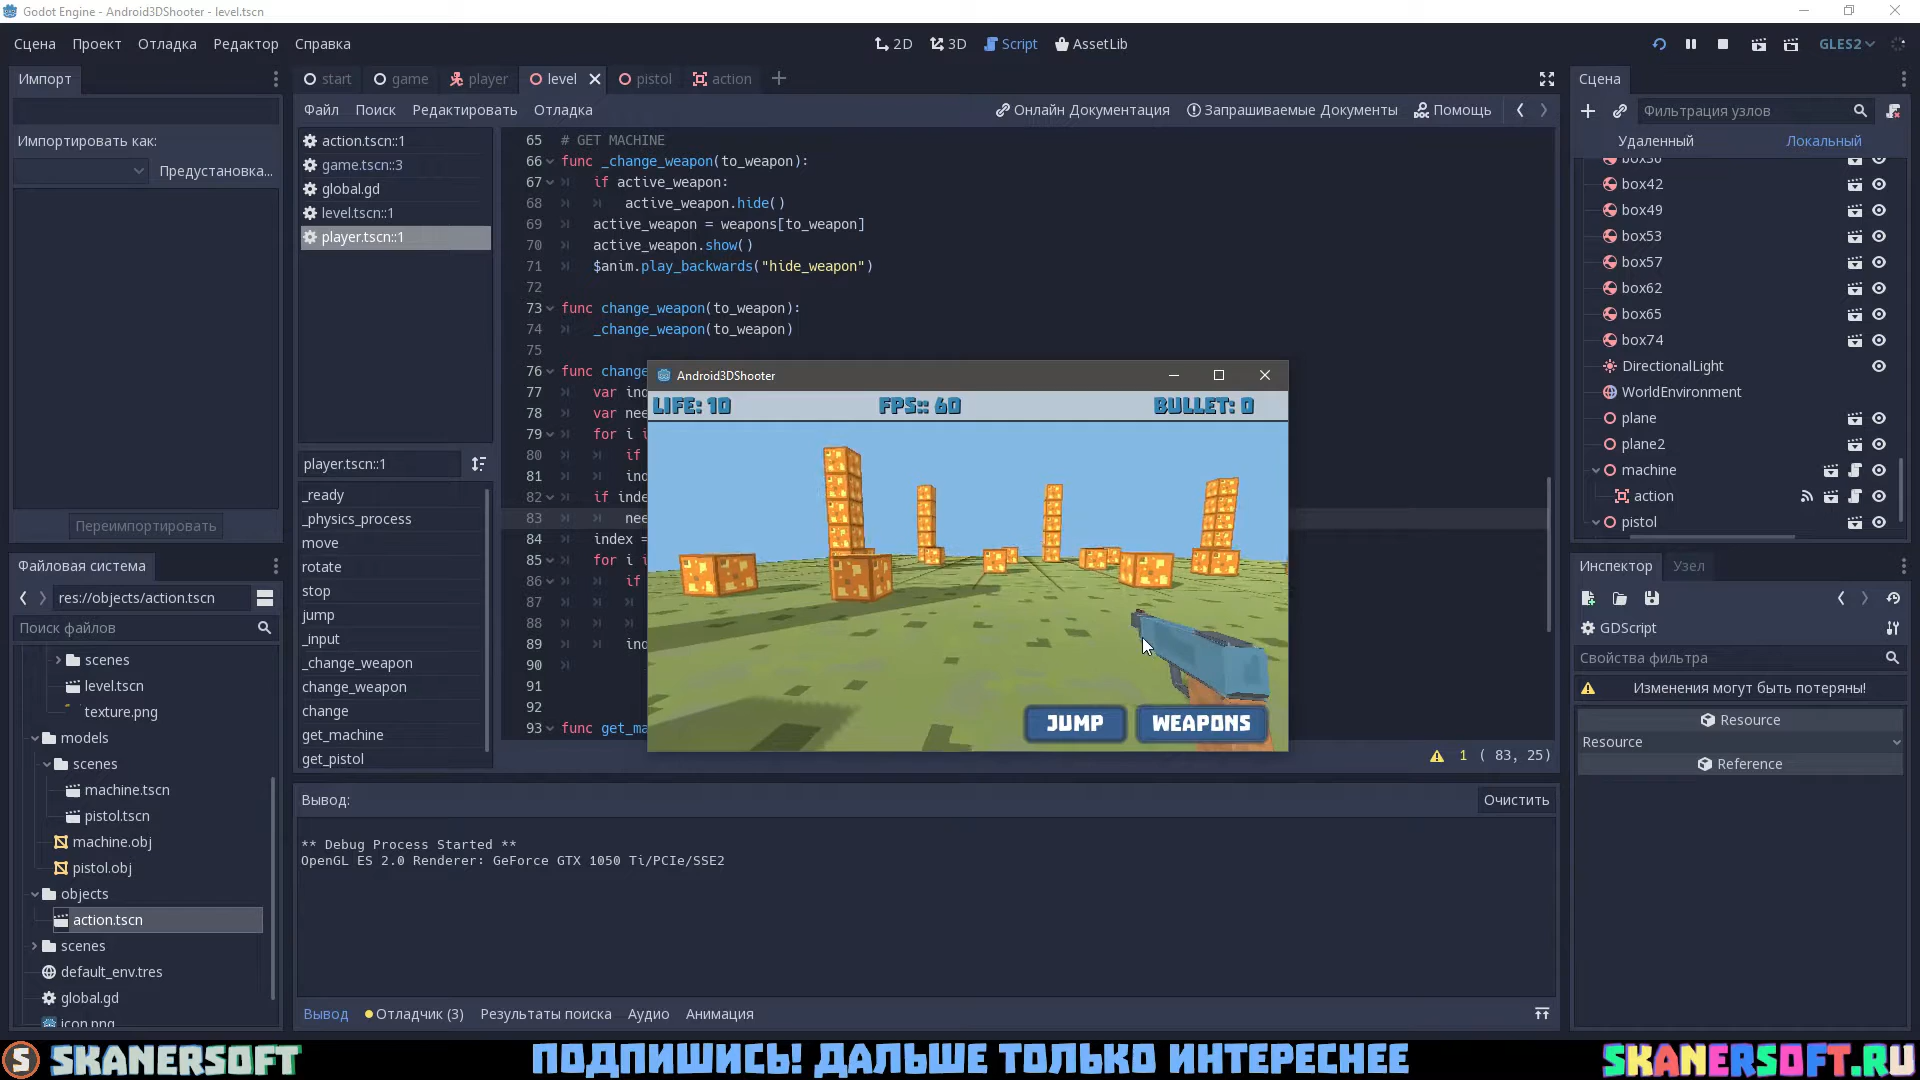 Godot Engine - Android3DShooter - level.tscn
Сцена Проект Отладка Редактор Справка
2D 3D Script AssetLib
GLES2
Импорт
Импортировать как:
Предустановка...
Переимпортировать
Файловая система
res://objects/action.tscn
Поиск файлов
scenes
level.tscn
texture.png
models
scenes
machine.tscn
pistol.tscn
machine.obj
pistol.obj
objects
action.tscn
scenes
default_env.tres
global.gd
icon.png
start game player level pistol action
Файл Поиск Редактировать Отладка
Онлайн Документация Запрашиваемые Документы Помощь
action.tscn::1
game.tscn::3
global.gd
level.tscn::1
player.tscn::1
player.tscn::1
_ready
_physics_process
move
rotate
stop
jump
_input
_change_weapon
change_weapon
change
get_machine
get_pistol
65 # GET MACHINE
66 func _change_weapon(to_weapon):
67 if active_weapon:
68 active_weapon.hide()
69 active_weapon = weapons[to_weapon]
70 active_weapon.show()
71 $anim.play_backwards("hide_weapon")
72
73 func change_weapon(to_weapon):
74 _change_weapon(to_weapon)
75
76 func chang
77 var ind
78 var nee
79 for i i
80 if
81 ind
82 if inde
83 nee
84 index =
85 for i i
86 if
87
88
89 ind
90
91
92
93 func get_ma
1 ( 83, 25)
Android3DShooter
LIFE: 10 FPS:: 60 BULLET: 0
JUMP WEAPONS
Вывод:
Очистить
** Debug Process Started **
OpenGL ES 2.0 Renderer: GeForce GTX 1050 Ti/PCIe/SSE2
Вывод Отладчик (3) Результаты поиска Аудио Анимация
Сцена
Фильтрация узлов
Удаленный Локальный
box36
box42
box49
box53
box57
box62
box65
box74
DirectionalLight
WorldEnvironment
plane
plane2
machine
action
pistol
Инспектор Узел
GDScript
Свойства фильтра
Изменения могут быть потеряны!
Resource
Resource
Reference
S SKANERSOFT ПОДПИШИСЬ! ДАЛЬШЕ ТОЛЬКО ИНТЕРЕСНЕЕ SKANERSOFT.RU